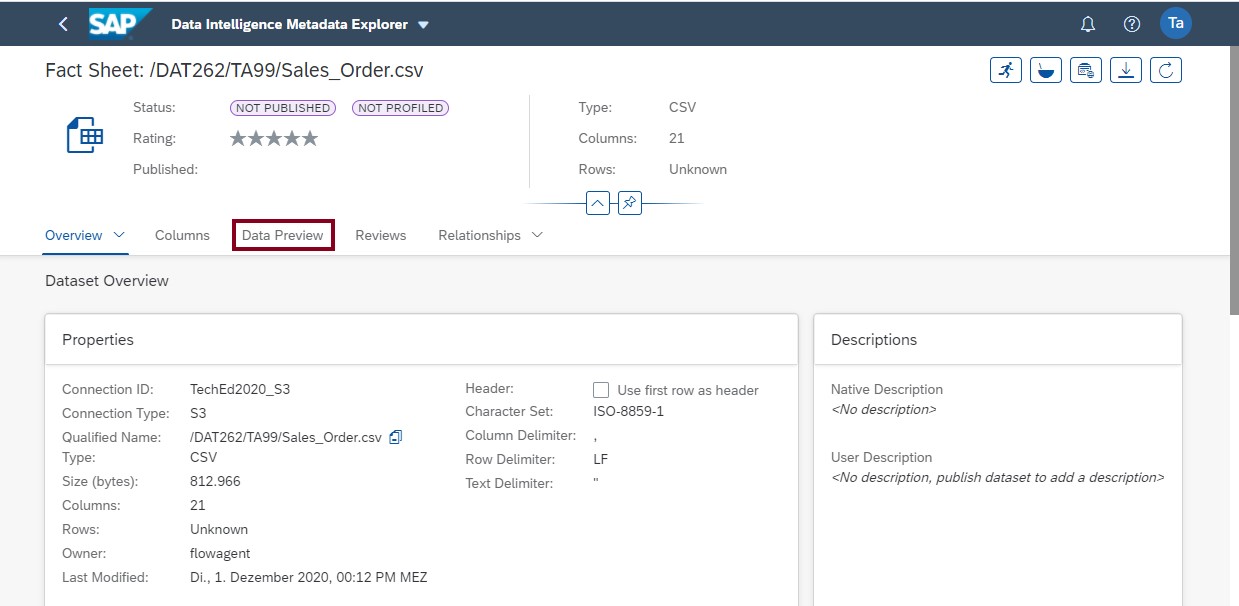 SAP Data Intelligence Metadata Explorer Ta
Fact Sheet: /DAT262/TA99/Sales_Order.csv
Status: NOT PUBLISHED NOT PROFILED Type: CSV
Rating: Columns: 21
Published: Rows: Unknown
Overview Columns Data Preview Reviews Relationships
Dataset Overview
Properties
Connection ID: TechEd2020_S3
Connection Type: S3
Qualified Name: /DAT262/TA99/Sales_Order.csv
Type: CSV
Size (bytes): 812.966
Columns: 21
Rows: Unknown
Owner: flowagent
Last Modified: Di., 1. Dezember 2020, 00:12 PM MEZ
Header: Use first row as header
Character Set: ISO-8859-1
Column Delimiter: ,
Row Delimiter: LF
Text Delimiter: "
Descriptions
Native Description
<No description>
User Description
<No description, publish dataset to add a description>